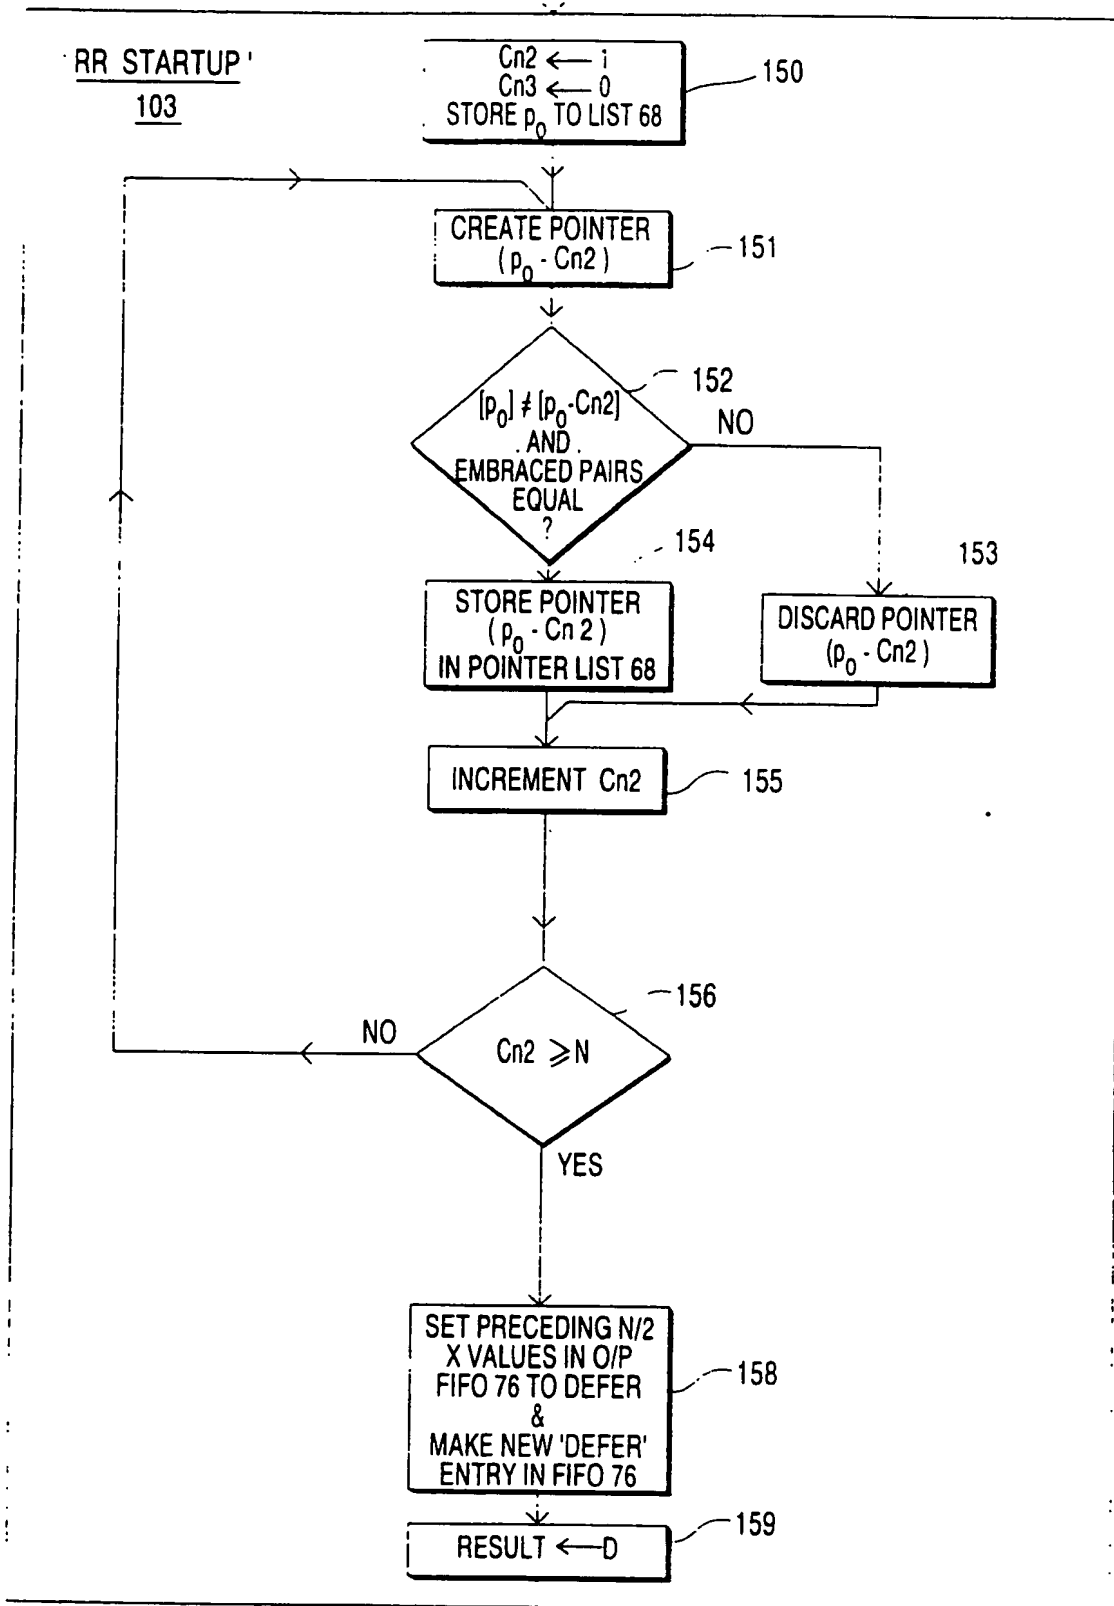 'RR STARTUP'
103
Cn2 ← i
Cn3 ← 0
STORE p₀ TO LIST 68
150
CREATE POINTER
(p₀ - Cn2)
151
[p₀] ≠ [p₀-Cn2]
. AND .
EMBRACED PAIRS
EQUAL
?
152
NO
154
153
STORE POINTER
(p₀ - Cn 2)
IN POINTER LIST 68
DISCARD POINTER
(p₀ - Cn2)
INCREMENT Cn2
155
156
NO
Cn2 ⩾ N
YES
SET PRECEDING N/2
X VALUES IN O/P
FIFO 76 TO DEFER
&
MAKE NEW 'DEFER'
ENTRY IN FIFO 76
158
RESULT ← D
159